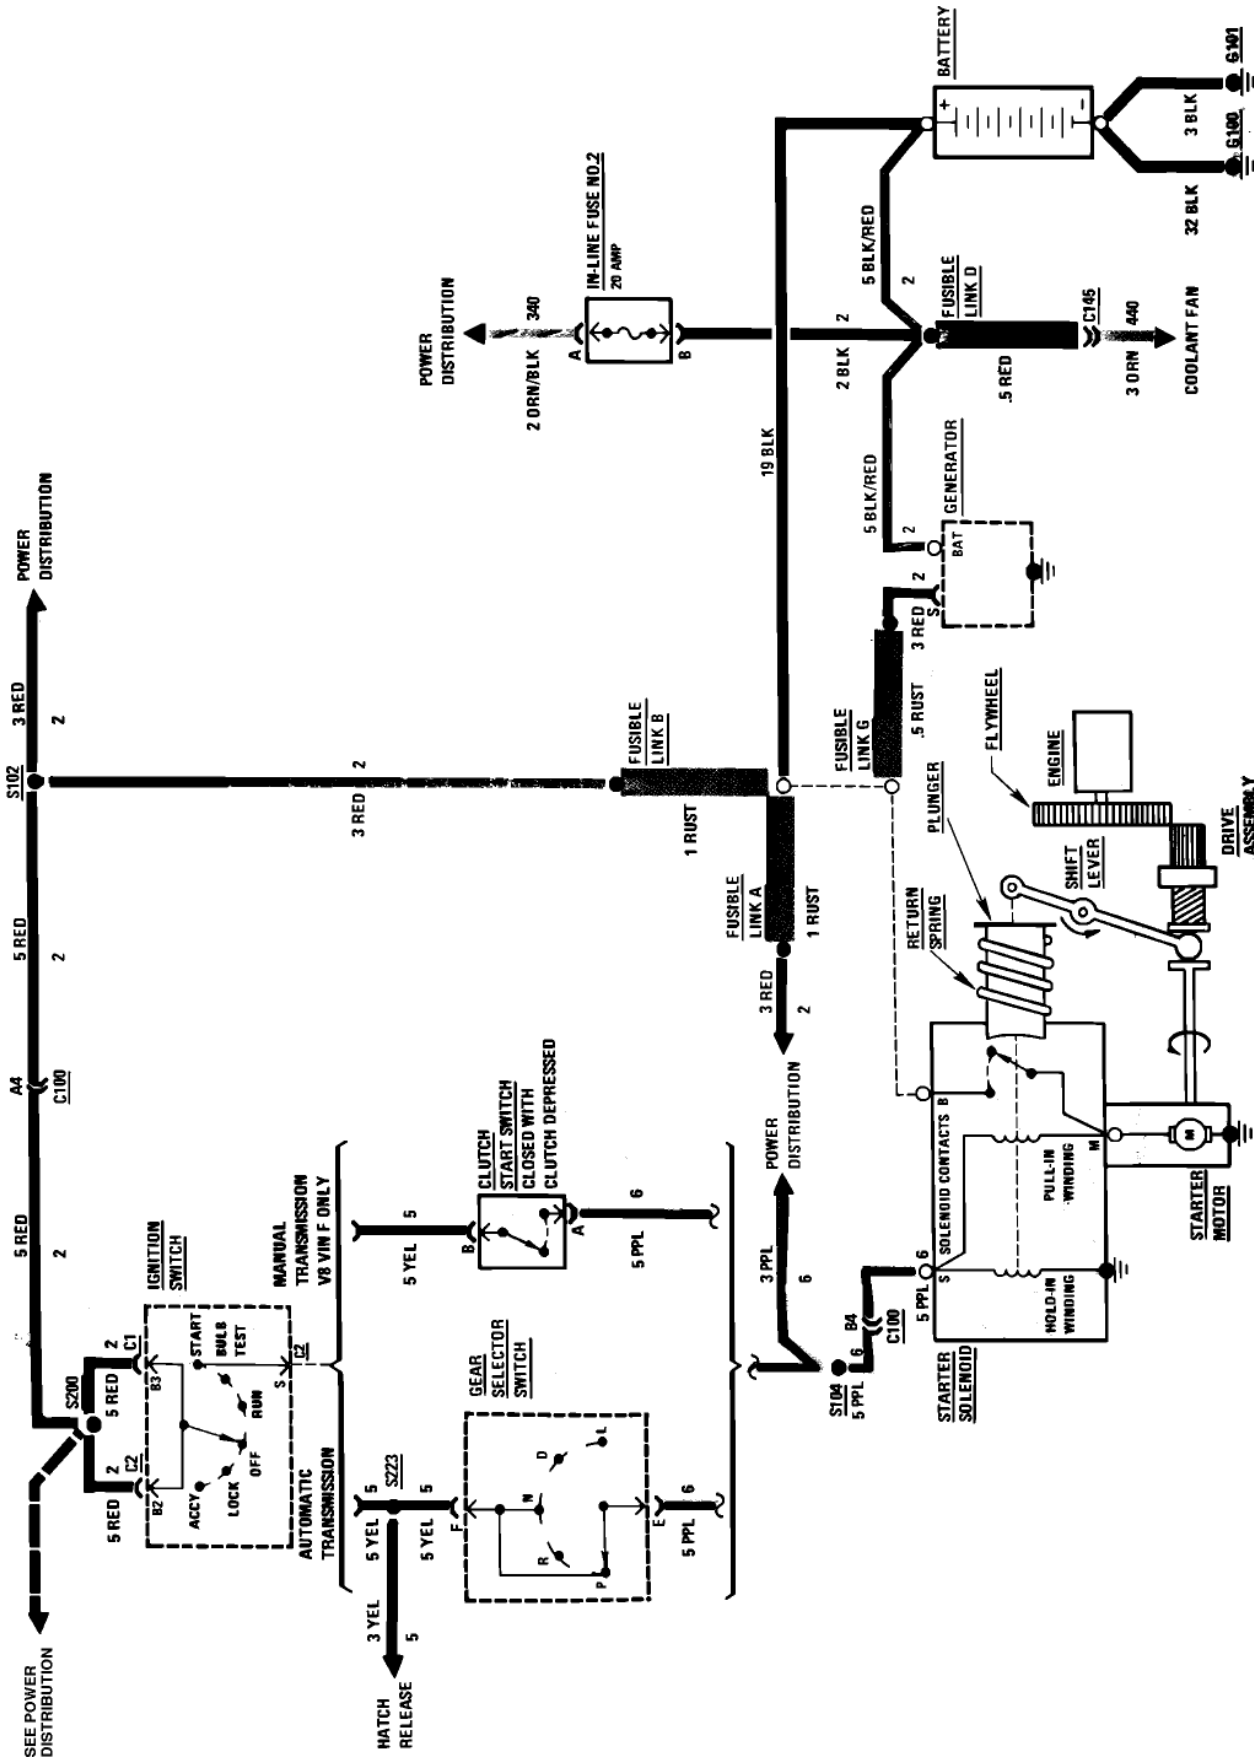 SEE POWER
DISTRIBUTION
S200
5 RED
2
A4
C100
5 RED
2
S102
3 RED
2
POWER
DISTRIBUTION
5 RED
2
C2
5 RED
2
C1
B2
B3
IGNITION
SWITCH
ACCY
LOCK
OFF
RUN
BULB
TEST
START
S
C2
AUTOMATIC
TRANSMISSION
MANUAL
TRANSMISSION
V8 VIN F ONLY
HATCH
RELEASE
3 YEL
5
5 YEL
5
S223
5 YEL
5
F
GEAR
SELECTOR
SWITCH
P
R
N
D
L
E
5 PPL
6
5 YEL
5
B
CLUTCH
START SWITCH
CLOSED WITH
CLUTCH DEPRESSED
A
5 PPL
6
3 PPL
6
POWER
DISTRIBUTION
S104
5 PPL
6
B4
C100
5 PPL
6
STARTER
SOLENOID
S
SOLENOID CONTACTS
B
HOLD-IN
WINDING
PULL-IN
WINDING
M
M
STARTER
MOTOR
RETURN
SPRING
PLUNGER
SHIFT
LEVER
FLYWHEEL
ENGINE
DRIVE
ASSEMBLY
3 RED
2
FUSIBLE
LINK B
1 RUST
FUSIBLE
LINK A
1 RUST
3 RED
2
POWER
DISTRIBUTION
FUSIBLE
LINK G
.5 RUST
3 RED
2
S
BAT
GENERATOR
5 BLK/RED
2
19 BLK
POWER
DISTRIBUTION
2 ORN/BLK
340
A
IN-LINE FUSE NO.2
20 AMP
B
2 BLK
2
5 BLK/RED
2
FUSIBLE
LINK D
.5 RED
C145
3 ORN
440
COOLANT FAN
BATTERY
+
-
32 BLK
G100
3 BLK
G101